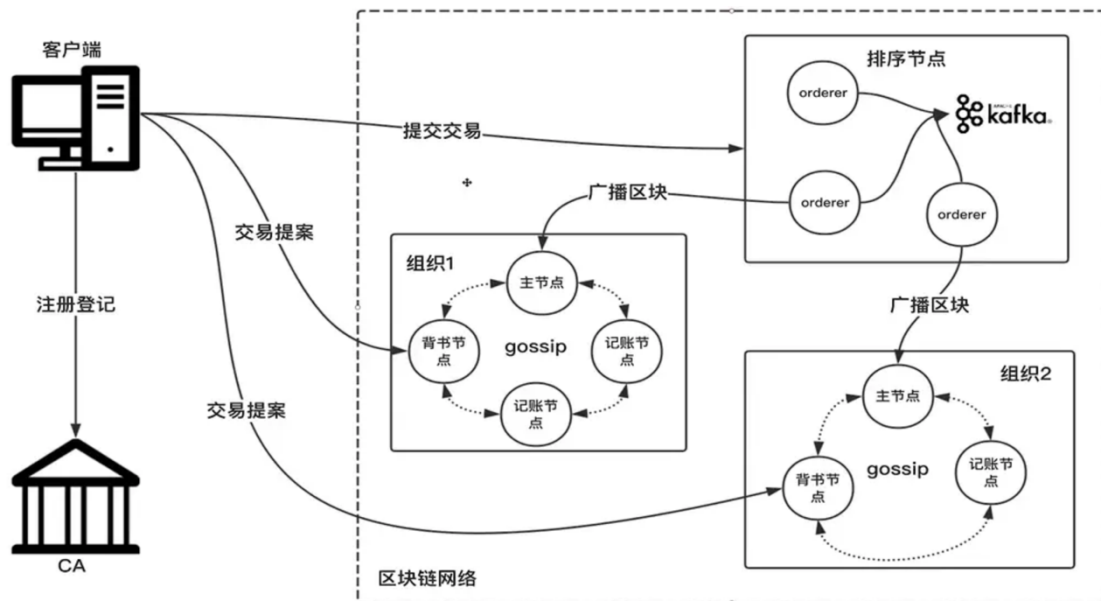 客户端
排序节点
orderer
APACHE
kafka®
提交交易
广播区块
orderer
orderer
交易提案
组织1
主节点
注册登记
广播区块
背书节
点
gossip
记账节
点
组织2
主节点
交易提案
记账节
点
背书节
点
gossip
记账节
点
CA
区块链网络